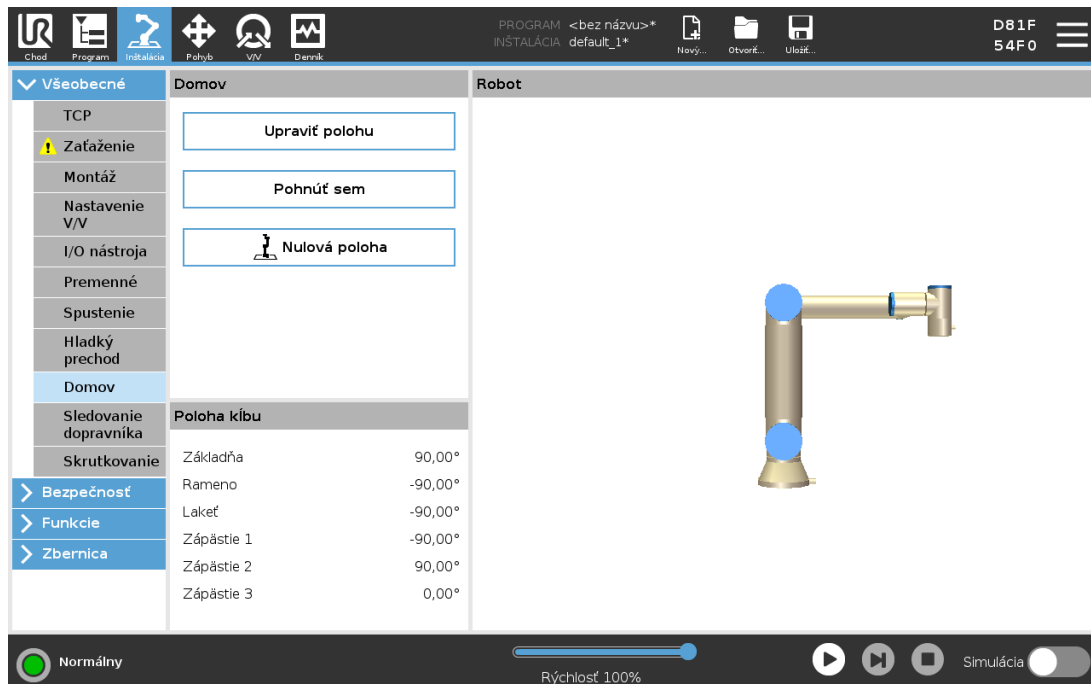 UR
Chod
Program
Inštalácia
Pohyb
V/V
Denník
PROGRAM <bez názvu>*
INŠTALÁCIA default_1*
Nový...
Otvoriť...
Uložiť...
D81F
54F0
Všeobecné
TCP
Zaťaženie
Montáž
Nastavenie
V/V
I/O nástroja
Premenné
Spustenie
Hladký
prechod
Domov
Sledovanie
dopravníka
Skrutkovanie
Bezpečnosť
Funkcie
Zbernica
Domov
Upraviť polohu
Pohnúť sem
Nulová poloha
Poloha kĺbu
Základňa 90,00°
Rameno -90,00°
Lakeť -90,00°
Zápästie 1 -90,00°
Zápästie 2 90,00°
Zápästie 3 0,00°
Robot
Normálny
Rýchlosť 100%
Simulácia